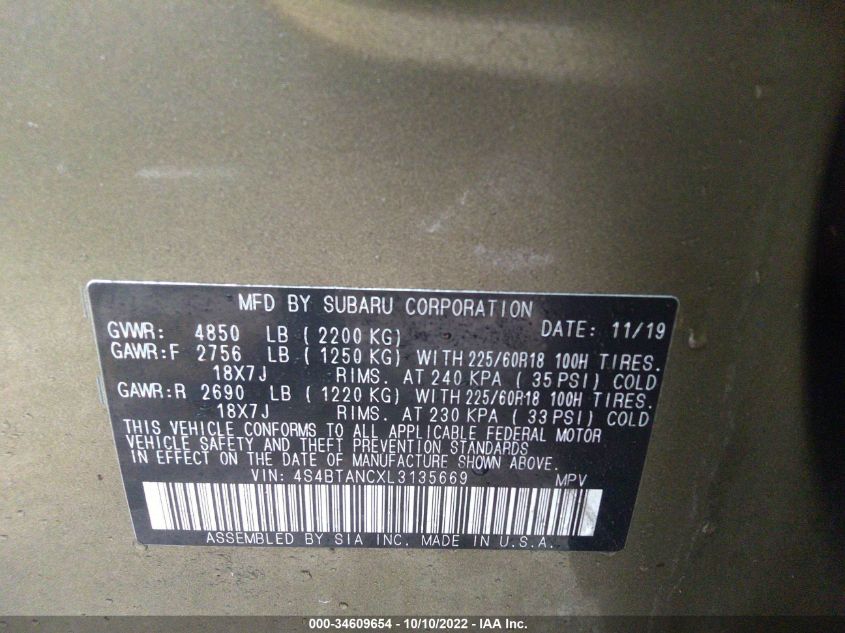 MFD BY SUBARU CORPORATION
GVWR: 4850 LB ( 2200 KG) DATE: 11/19
GAWR:F 2756 LB ( 1250 KG) WITH 225/60R18 100H TIRES.
18X7J RIMS. AT 240 KPA ( 35 PSI) COLD
GAWR:R 2690 LB ( 1220 KG) WITH 225/60R18 100H TIRES.
18X7J RIMS. AT 230 KPA ( 33 PSI) COLD
THIS VEHICLE CONFORMS TO ALL APPLICABLE FEDERAL MOTOR
VEHICLE SAFETY AND THEFT PREVENTION STANDARDS
IN EFFECT ON THE DATE OF MANUFACTURE SHOWN ABOVE.
VIN: 4S4BTANCXL3135669 MPV
ASSEMBLED BY SIA INC. MADE IN U.S.A.
000-34609654 - 10/10/2022 - IAA Inc.